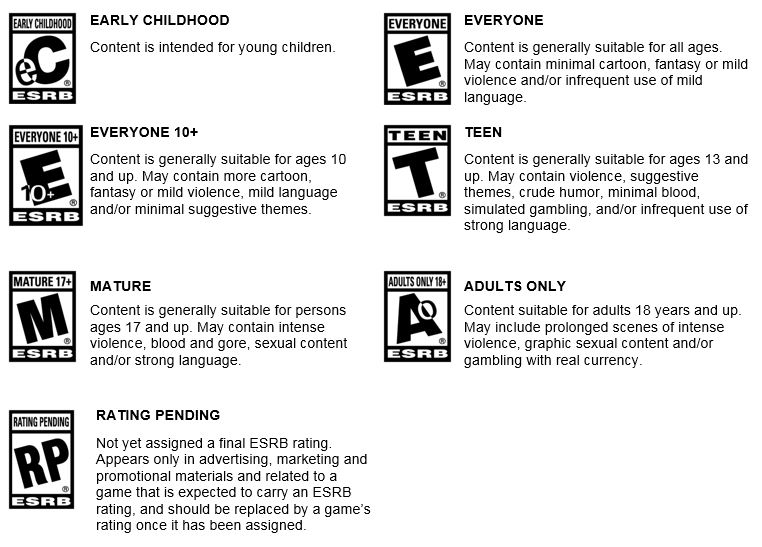 EARLY CHILDHOOD
eC
®
ESRB
EARLY CHILDHOOD
Content is intended for young children.
EVERYONE
E
®
ESRB
EVERYONE
Content is generally suitable for all ages.
May contain minimal cartoon, fantasy or mild
violence and/or infrequent use of mild
language.
EVERYONE 10+
E
10+
®
ESRB
EVERYONE 10+
Content is generally suitable for ages 10
and up. May contain more cartoon,
fantasy or mild violence, mild language
and/or minimal suggestive themes.
TEEN
T
®
ESRB
TEEN
Content is generally suitable for ages 13 and
up. May contain violence, suggestive
themes, crude humor, minimal blood,
simulated gambling, and/or infrequent use of
strong language.
MATURE 17+
M
®
ESRB
MATURE
Content is generally suitable for persons
ages 17 and up. May contain intense
violence, blood and gore, sexual content
and/or strong language.
ADULTS ONLY 18+
AO
®
ESRB
ADULTS ONLY
Content suitable for adults 18 years and up.
May include prolonged scenes of intense
violence, graphic sexual content and/or
gambling with real currency.
RATING PENDING
RP
®
ESRB
RATING PENDING
Not yet assigned a final ESRB rating.
Appears only in advertising, marketing and
promotional materials and related to a
game that is expected to carry an ESRB
rating, and should be replaced by a game's
rating once it has been assigned.